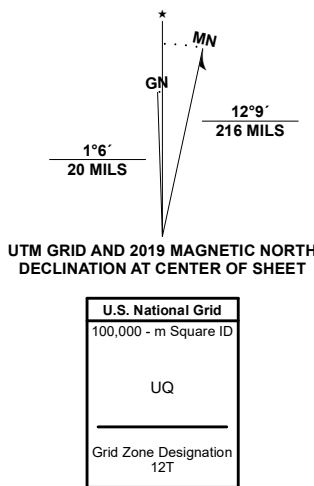 ★
MN
GN
12°9´
216 MILS
1°6´
20 MILS
UTM GRID AND 2019 MAGNETIC NORTH
DECLINATION AT CENTER OF SHEET
U.S. National Grid
100,000 - m Square ID
UQ
Grid Zone Designation
12T